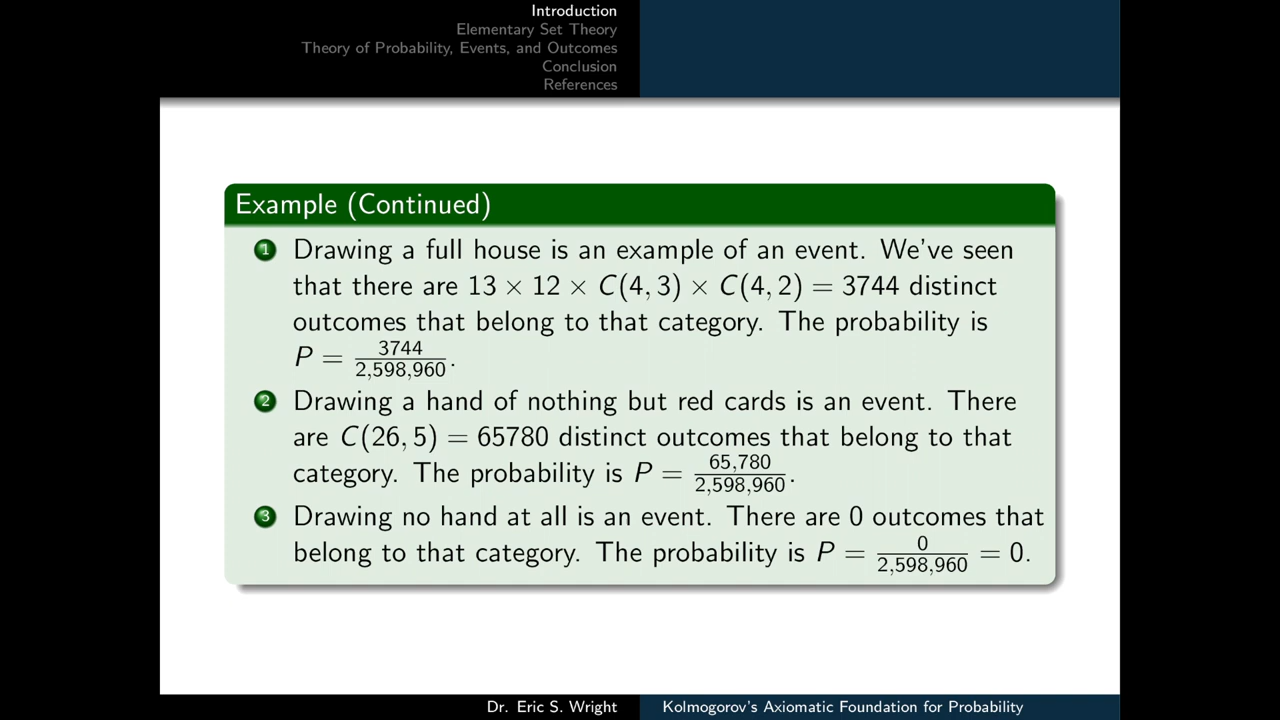 Introduction
Elementary Set Theory
Theory of Probability, Events, and Outcomes
Conclusion
References
Example (Continued)
1 Drawing a full house is an example of an event. We've seen
that there are 13 × 12 × C(4, 3) × C(4, 2) = 3744 distinct
outcomes that belong to that category. The probability is
P = 3744/2,598,960.
2 Drawing a hand of nothing but red cards is an event. There
are C(26, 5) = 65780 distinct outcomes that belong to that
category. The probability is P = 65,780/2,598,960.
3 Drawing no hand at all is an event. There are 0 outcomes that
belong to that category. The probability is P = 0/2,598,960 = 0.
Dr. Eric S. Wright
Kolmogorov's Axiomatic Foundation for Probability